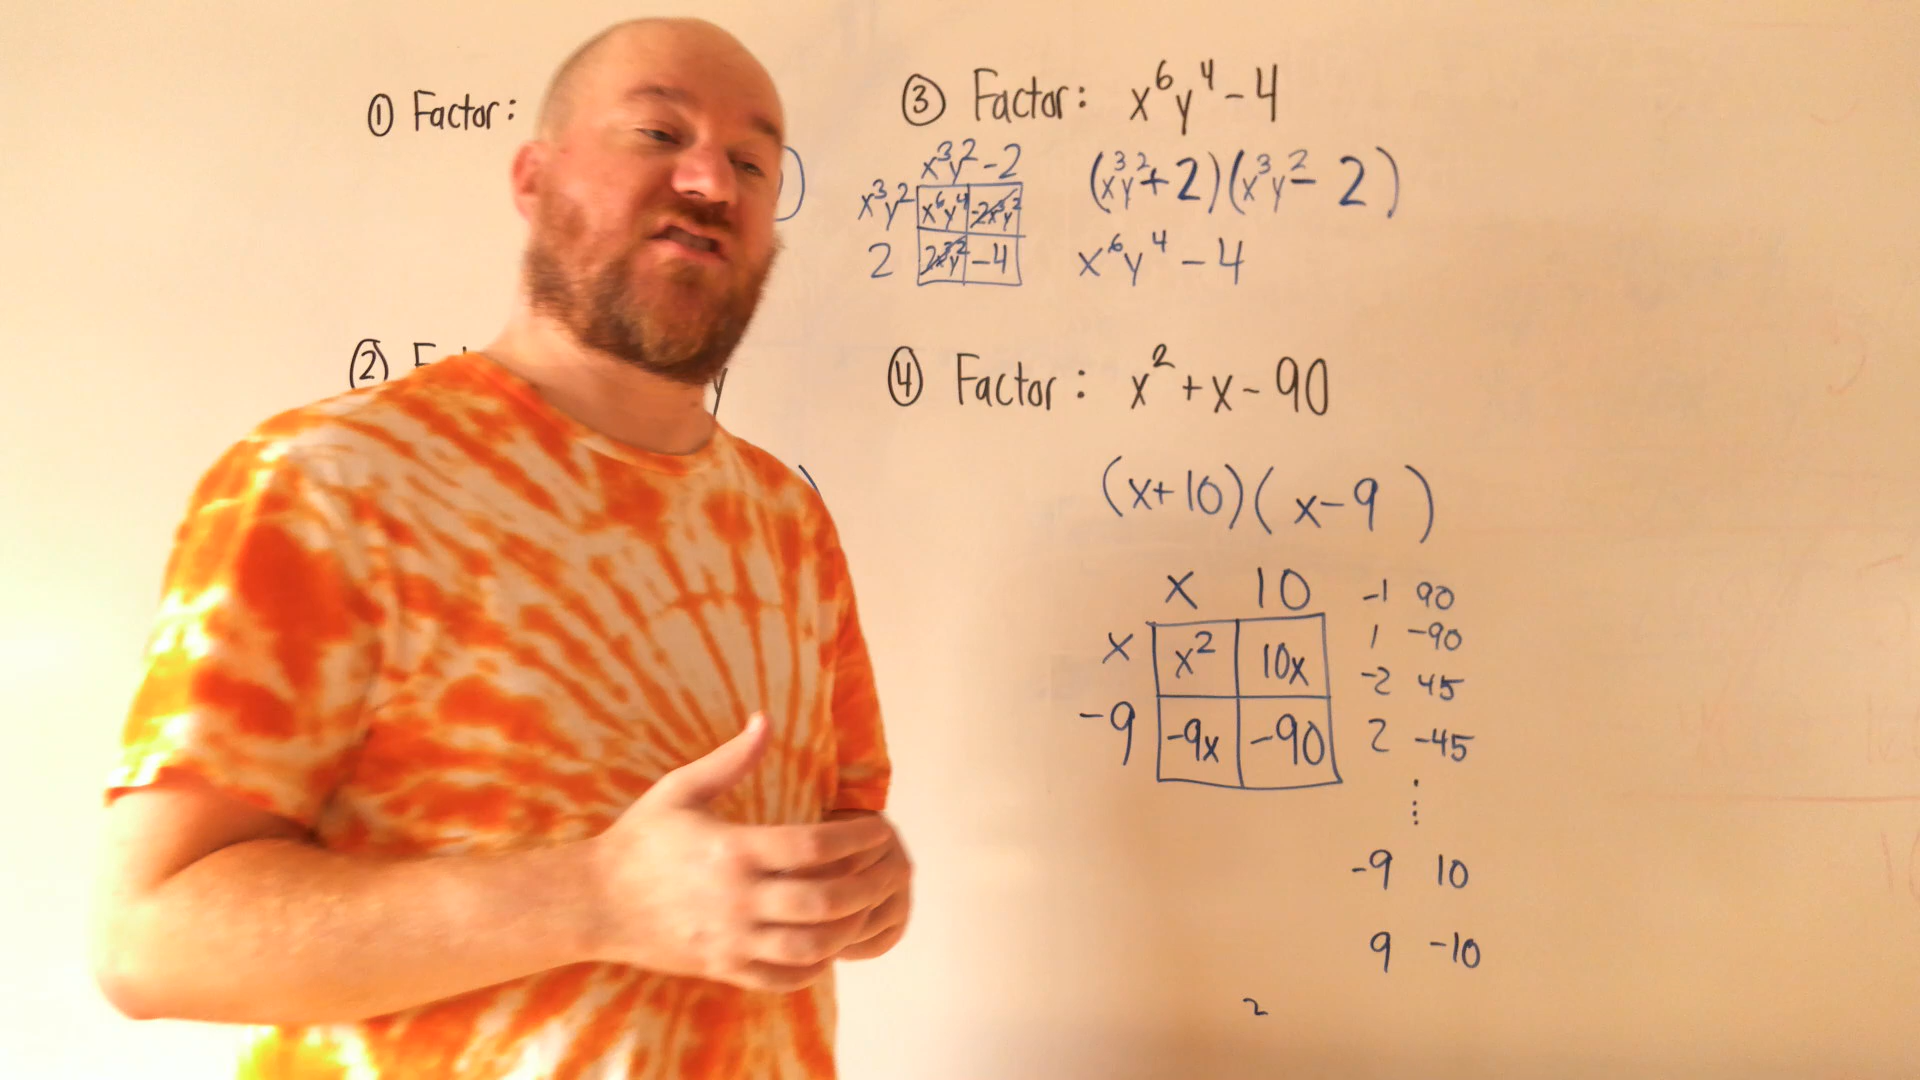 ① Factor:
② F
y
③ Factor: x⁶y⁴-4
x³y²-2
x³y² x⁶y⁴ -2x³y²
2 2x³y² -4
(x³y²+2)(x³y²-2)
x⁶y⁴-4
④ Factor: x²+x-90
(x+10)(x-9)
x 10
x x² 10x
-9 -9x -90
-1 90
1 -90
-2 45
2 -45
⋮
-9 10
9 -10
2